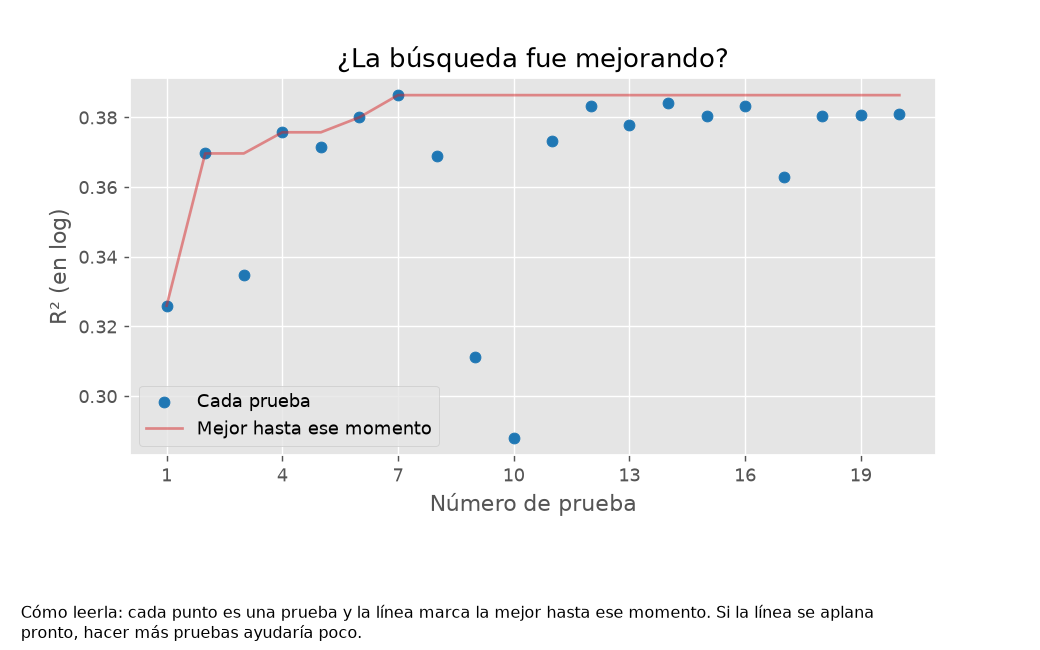 ¿La búsqueda fue mejorando?
R² (en log)
0.38
0.36
0.34
0.32
0.30
Cada prueba
Mejor hasta ese momento
1 4 7 10 13 16 19
Número de prueba
Cómo leerla: cada punto es una prueba y la línea marca la mejor hasta ese momento. Si la línea se aplana
pronto, hacer más pruebas ayudaría poco.